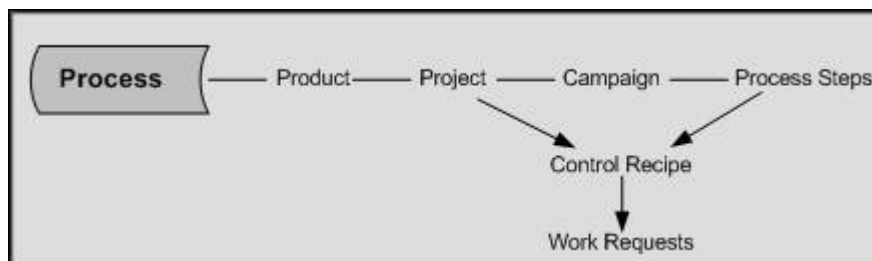 Process Product Project Campaign Process Steps
Control Recipe
Work Requests